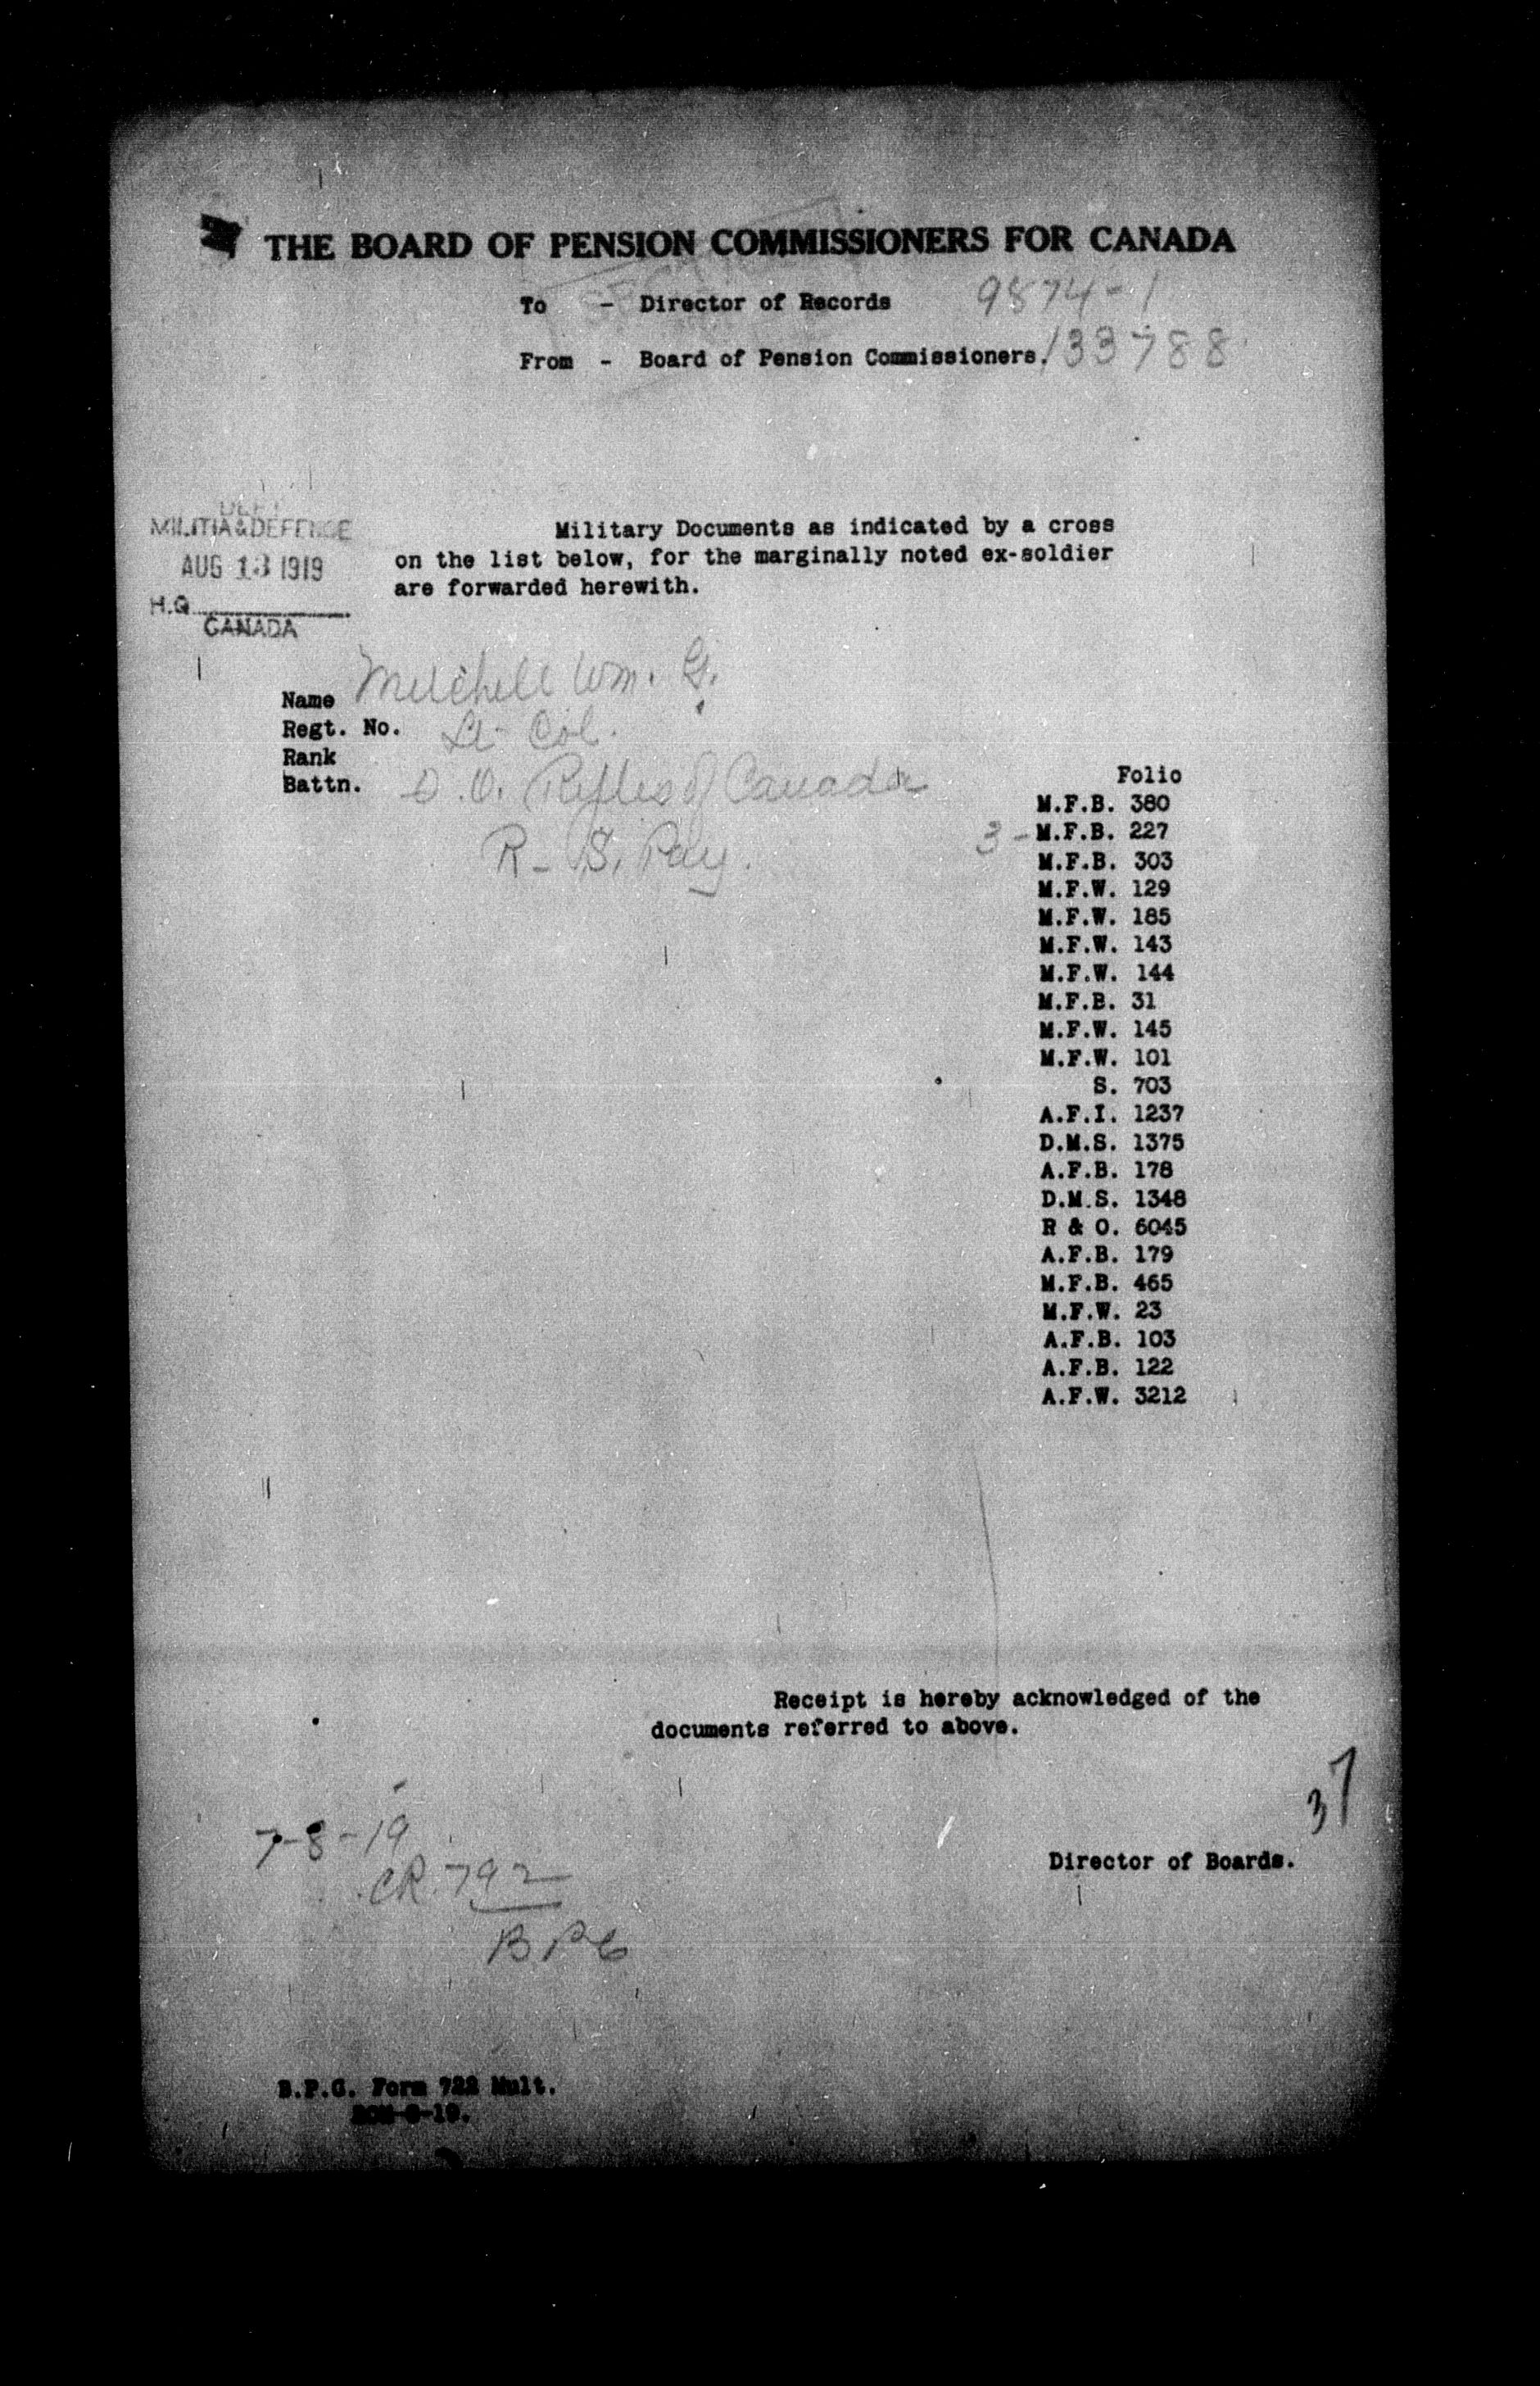 THE BOARD OF PENSION COMMISSIONERS FOR CANADA
To - Director of Records 9874-1
From - Board of Pension Commissioners. 133788
DEPT
MILITIA & DEFENCE
AUG 13 1919
H.Q.
CANADA
Military Documents as indicated by a cross
on the list below, for the marginally noted ex-soldier
are forwarded herewith.
Name Mitchell Wm. G.
Regt. No. Lt-Col.
Rank
Battn. O. Rifles of Canada
R- Pay.
Folio
M.F.B. 380
3 - M.F.B. 227
M.F.B. 303
M.F.W. 129
M.F.W. 185
M.F.W. 143
M.F.W. 144
M.F.B. 31
M.F.W. 145
M.F.W. 101
S. 703
A.F.I. 1237
D.M.S. 1375
A.F.B. 178
D.M.S. 1348
R & O. 6045
A.F.B. 179
M.F.B. 465
M.F.W. 23
A.F.B. 103
A.F.B. 122
A.F.W. 3212
Receipt is hereby acknowledged of the
documents referred to above.
37
7-8-19
CR. 792
BPC
Director of Boards.
B.P.C. Form 722 Mult.